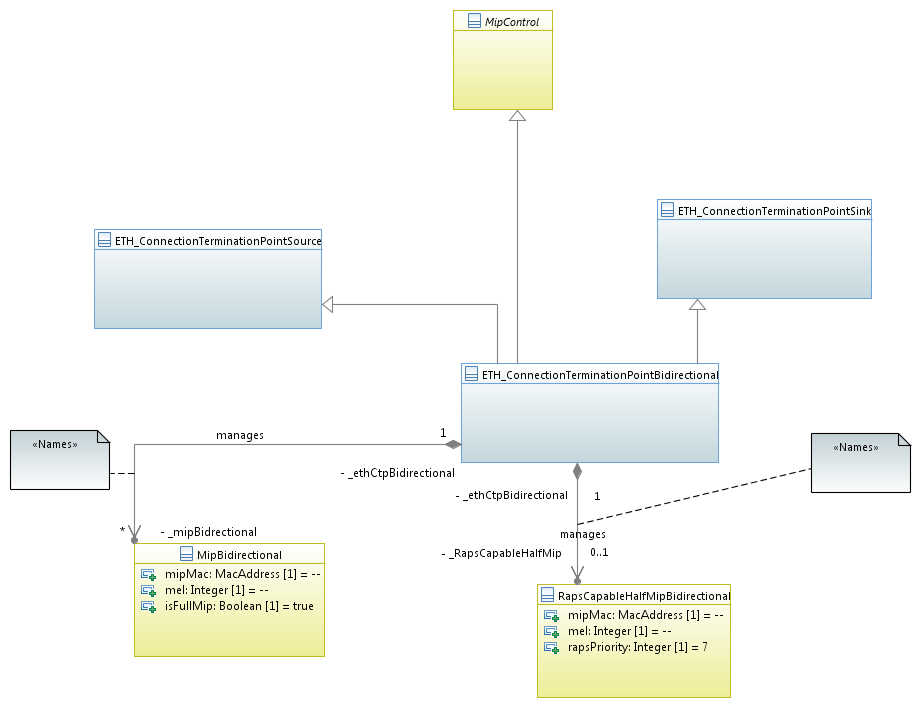 MipControl
ETH_ConnectionTerminationPointSink
ETH_ConnectionTerminationPointSource
ETH_ConnectionTerminationPointBidirectional
manages
1
- _ethCtpBidirectional
«Names»
* - _mipBidrectional
MipBidirectional
mipMac: MacAddress [1] = --
mel: Integer [1] = --
isFullMip: Boolean [1] = true
«Names»
- _ethCtpBidirectional
1
manages
- _RapsCapableHalfMip
0..1
RapsCapableHalfMipBidirectional
mipMac: MacAddress [1] = --
mel: Integer [1] = --
rapsPriority: Integer [1] = 7